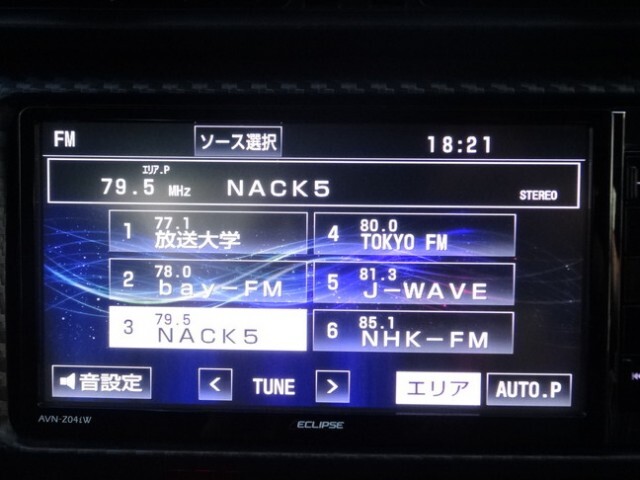 FM ソース選択 18:21
エリア.P
79.5 MHz NACK5 STEREO
1 77.1 放送大学
2 78.0 bay-FM
3 79.5 NACK5
4 80.0 TOKYO FM
5 81.3 J-WAVE
6 85.1 NHK-FM
音設定 < TUNE > エリア AUTO.P
AVN-Z04iW ECLIPSE